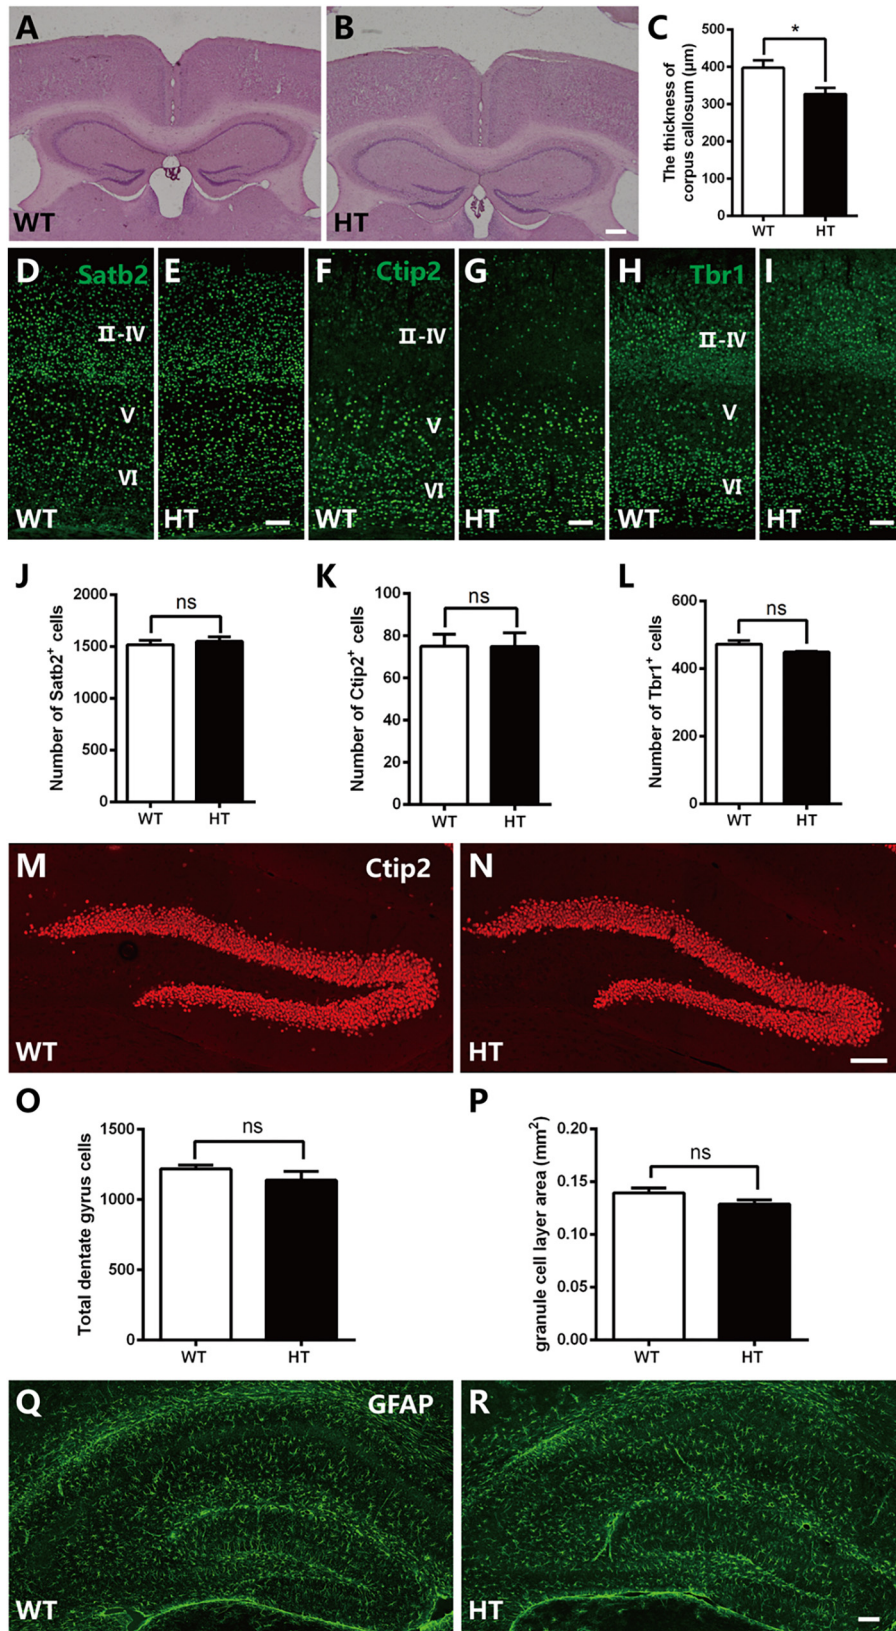 A
WT
B
HT
C
The thickness of
corpus callosum (μm)
500
400
300
200
100
0
*
WT
HT
D
Satb2
II-IV
V
VI
WT
E
HT
F
Ctip2
II-IV
V
VI
WT
G
HT
H
Tbr1
II-IV
V
VI
WT
I
HT
J
Number of Satb2+ cells
2000
1500
1000
500
0
ns
WT
HT
K
Number of Ctip2+ cells
100
80
60
40
20
0
ns
WT
HT
L
Number of Tbr1+ cells
600
400
200
0
ns
WT
HT
M
Ctip2
WT
N
HT
O
Total dentate gyrus cells
1500
1000
500
0
ns
WT
HT
P
granule cell layer area (mm2)
0.20
0.15
0.10
0.05
0.00
ns
WT
HT
Q
GFAP
WT
R
HT